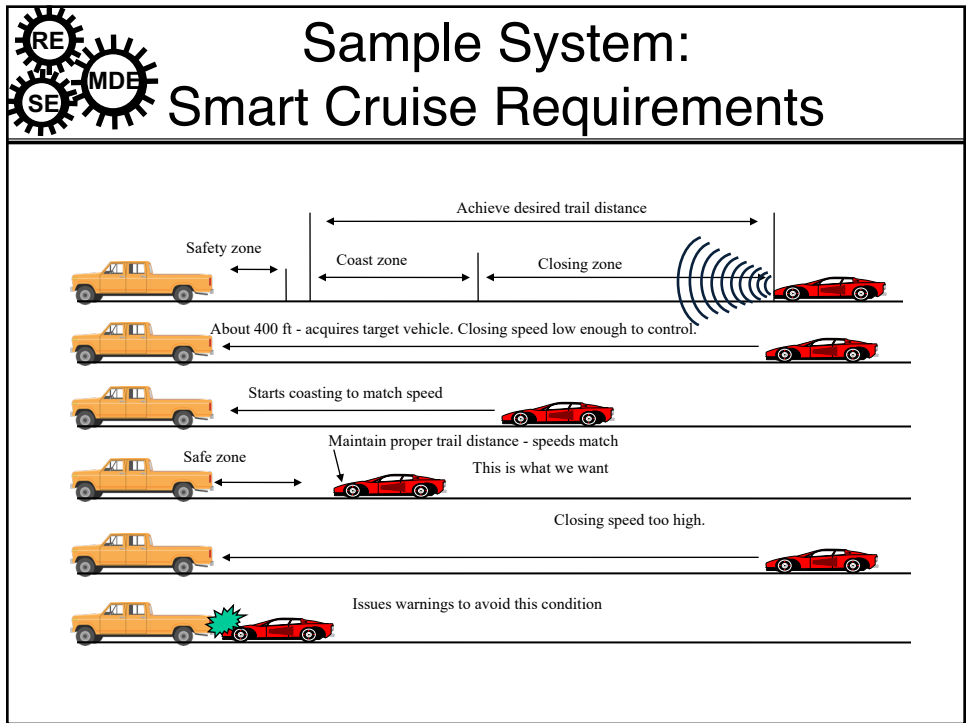 RE
MDE
SE
Sample System:
Smart Cruise Requirements
Achieve desired trail distance
Safety zone
Coast zone
Closing zone
About 400 ft - acquires target vehicle. Closing speed low enough to control.
Starts coasting to match speed
Maintain proper trail distance - speeds match
Safe zone
This is what we want
Closing speed too high.
Issues warnings to avoid this condition